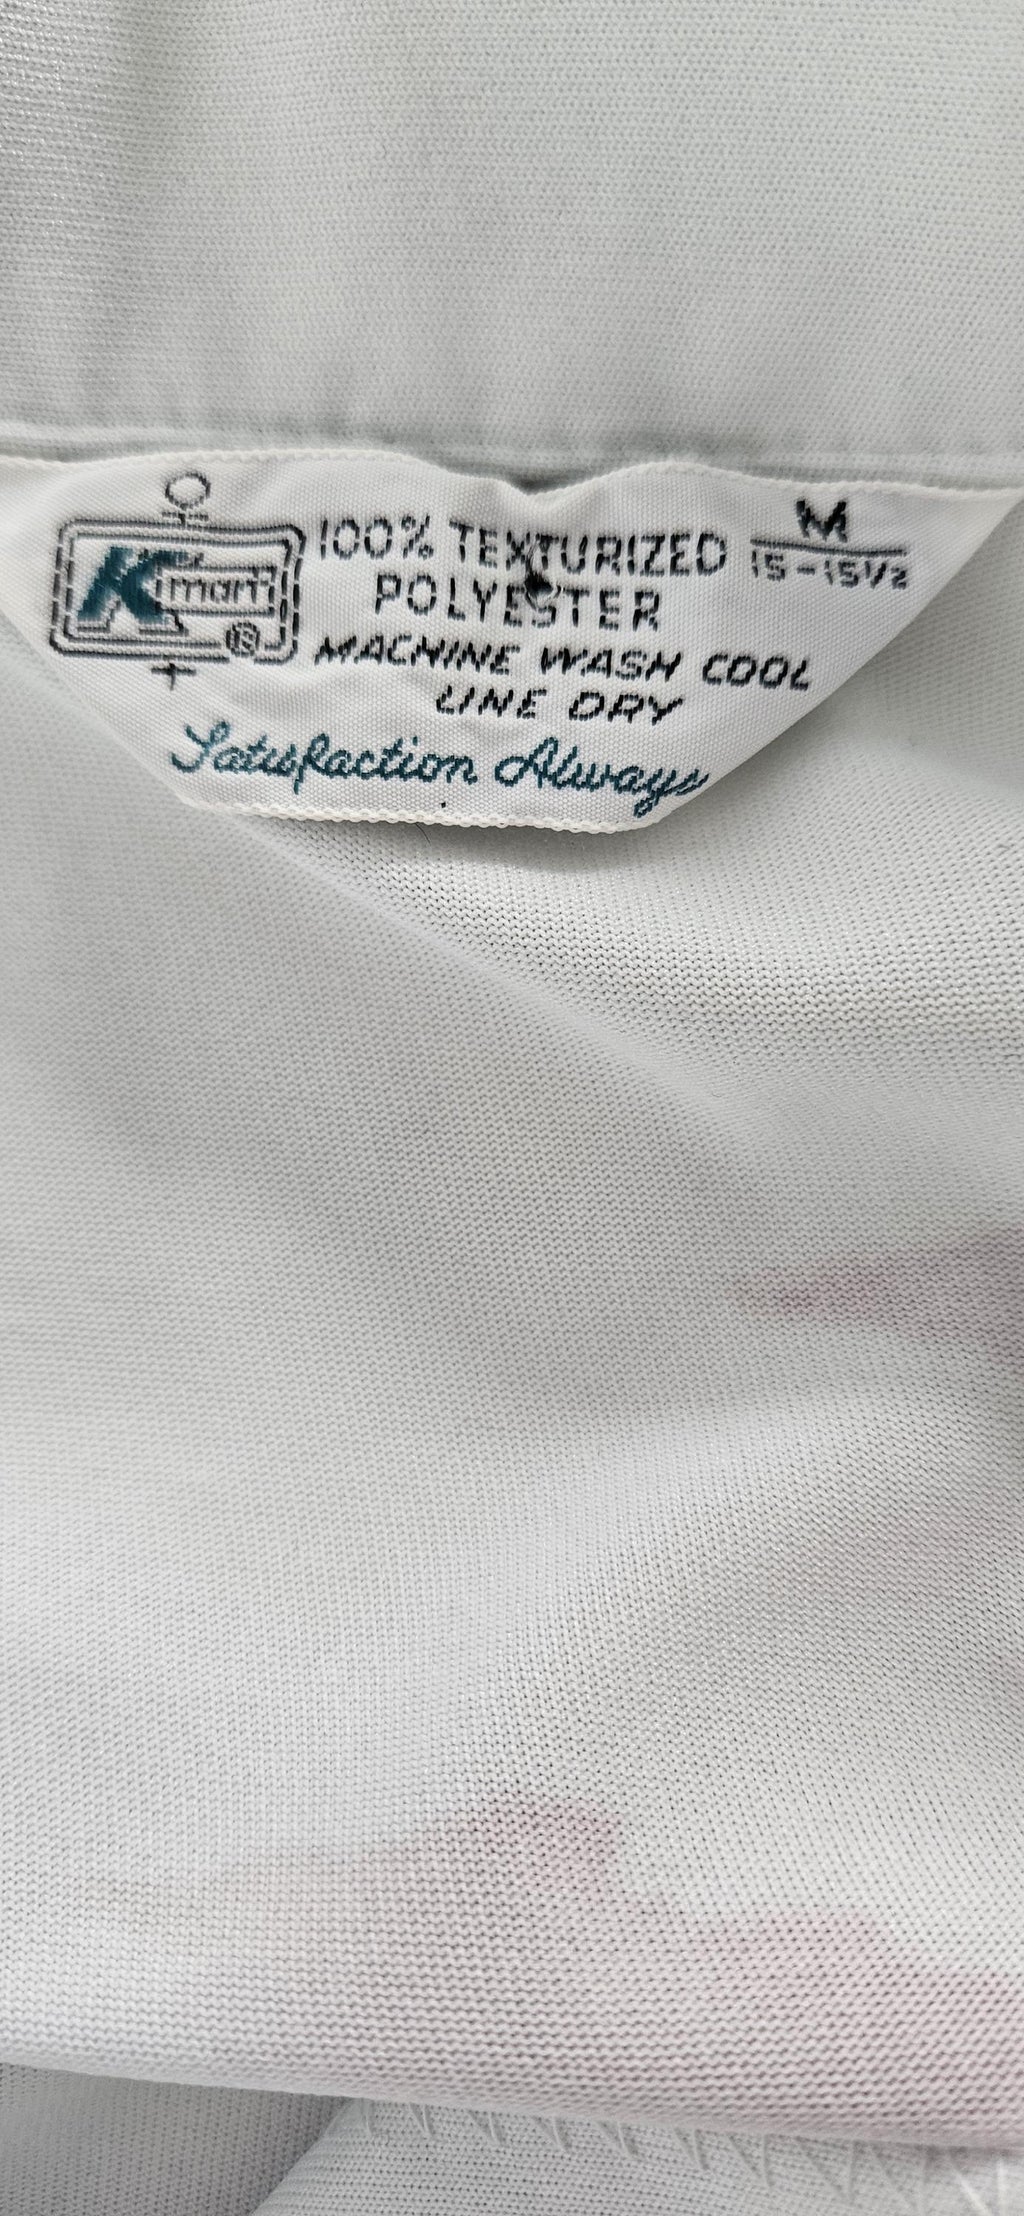 Kmart ®
100% TEXTURIZED
POLYESTER
MACHINE WASH COOL
LINE DRY
Satisfaction Always
M
15-15½